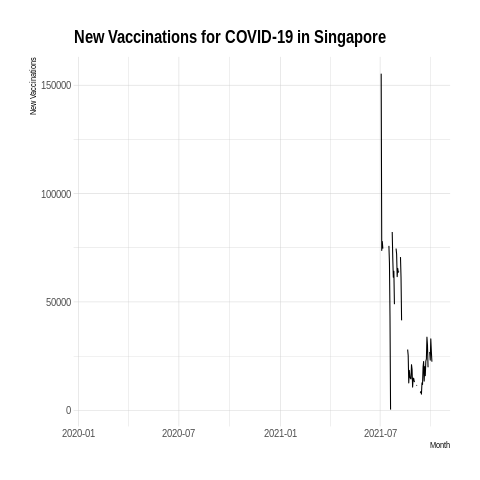 New Vaccinations for COVID-19 in Singapore
New Vaccinations
150000
100000
50000
0
2020-01
2020-07
2021-01
2021-07
Month